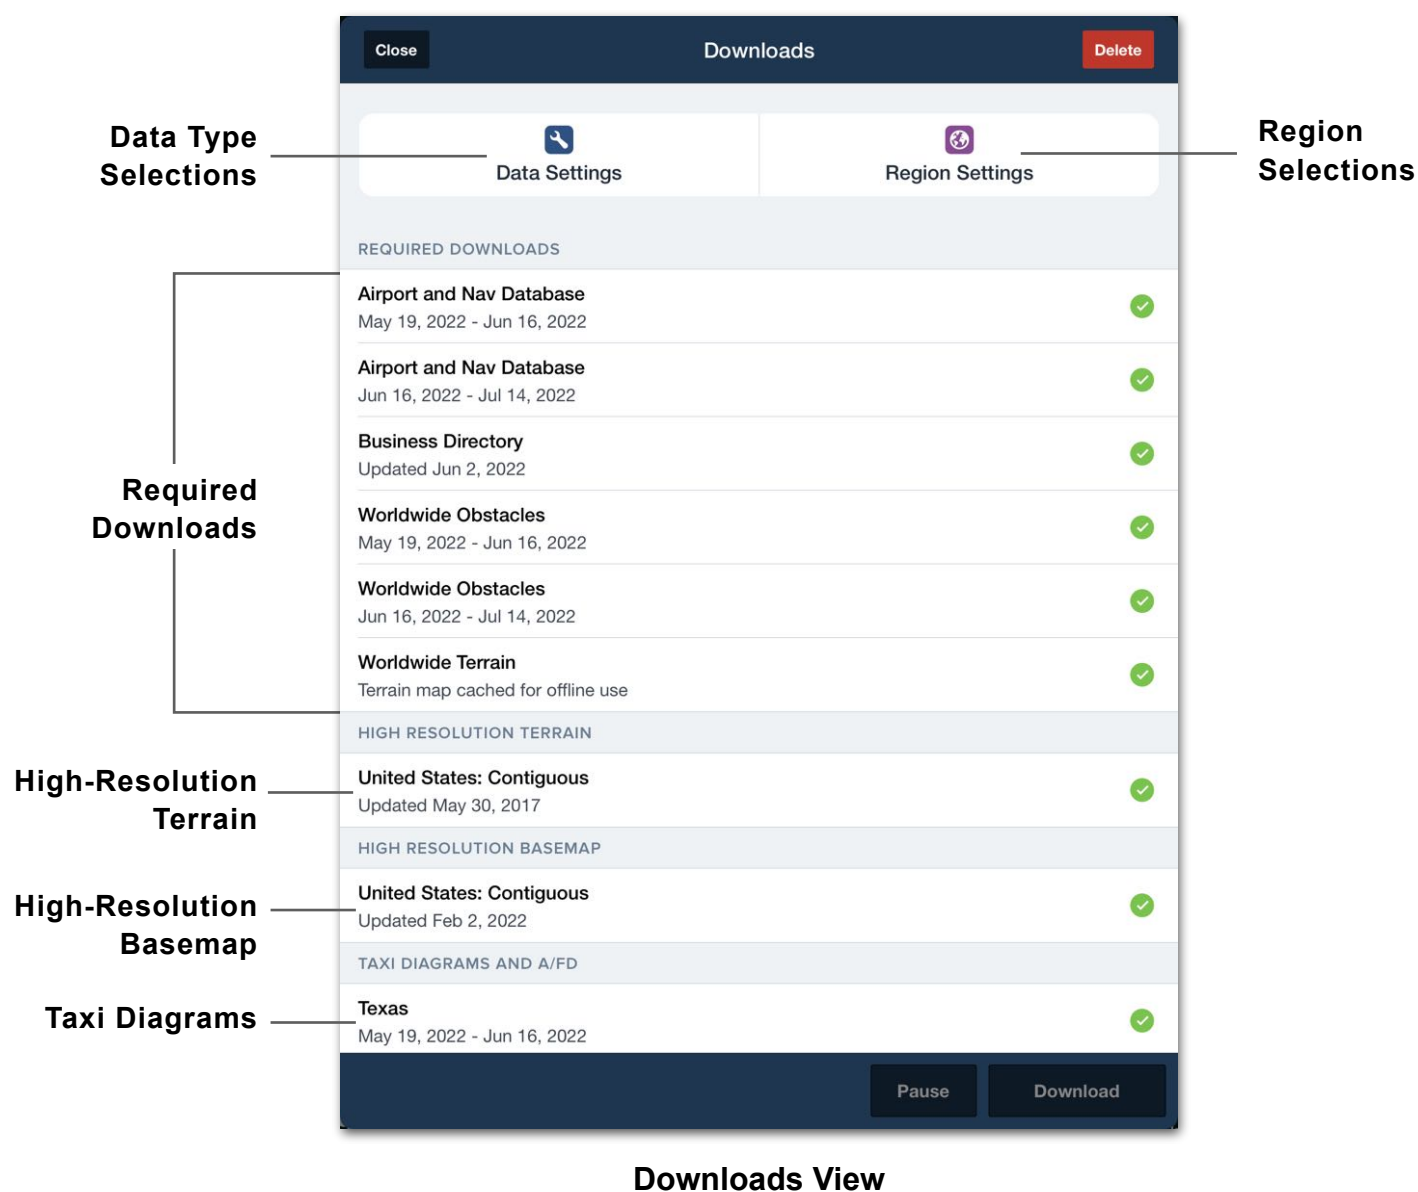 Close
Downloads
Delete
Data Type
Selections
Data Settings
Region Settings
Region
Selections
REQUIRED DOWNLOADS
Airport and Nav Database
May 19, 2022 - Jun 16, 2022
Airport and Nav Database
Jun 16, 2022 - Jul 14, 2022
Business Directory
Updated Jun 2, 2022
Required
Downloads
Worldwide Obstacles
May 19, 2022 - Jun 16, 2022
Worldwide Obstacles
Jun 16, 2022 - Jul 14, 2022
Worldwide Terrain
Terrain map cached for offline use
HIGH RESOLUTION TERRAIN
High-Resolution
Terrain
United States: Contiguous
Updated May 30, 2017
HIGH RESOLUTION BASEMAP
High-Resolution
Basemap
United States: Contiguous
Updated Feb 2, 2022
TAXI DIAGRAMS AND A/FD
Taxi Diagrams
Texas
May 19, 2022 - Jun 16, 2022
Pause
Download
Downloads View